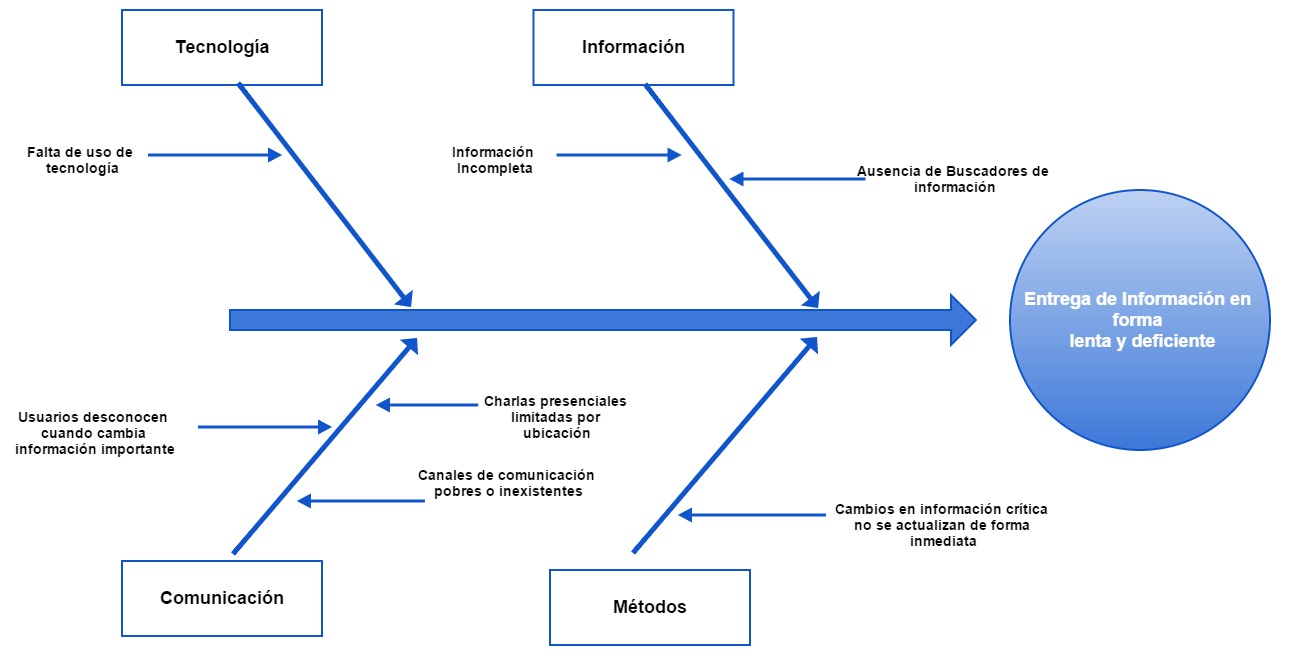 Tecnología
Información
Falta de uso de
tecnología
Información
Incompleta
Ausencia de Buscadores de
información
Entrega de Información en
forma
lenta y deficiente
Usuarios desconocen
cuando cambia
información importante
Charlas presenciales
limitadas por
ubicación
Canales de comunicación
pobres o inexistentes
Cambios en información crítica
no se actualizan de forma
inmediata
Comunicación
Métodos